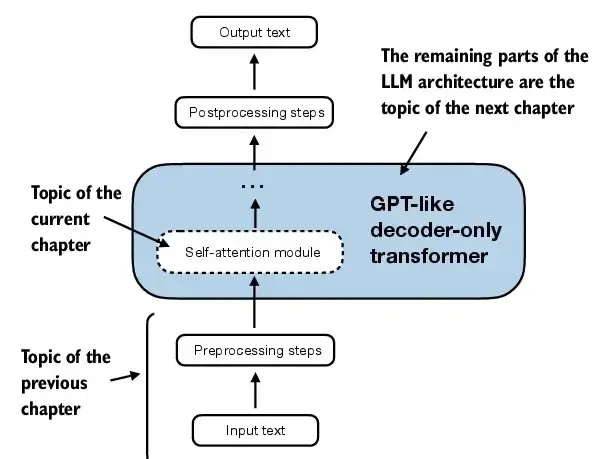 Output text
The remaining parts of the
LLM architecture are the
topic of the next chapter
Postprocessing steps
...
Topic of the
current
chapter
GPT-like
decoder-only
transformer
Self-attention module
Topic of the
previous
chapter
Preprocessing steps
Input text